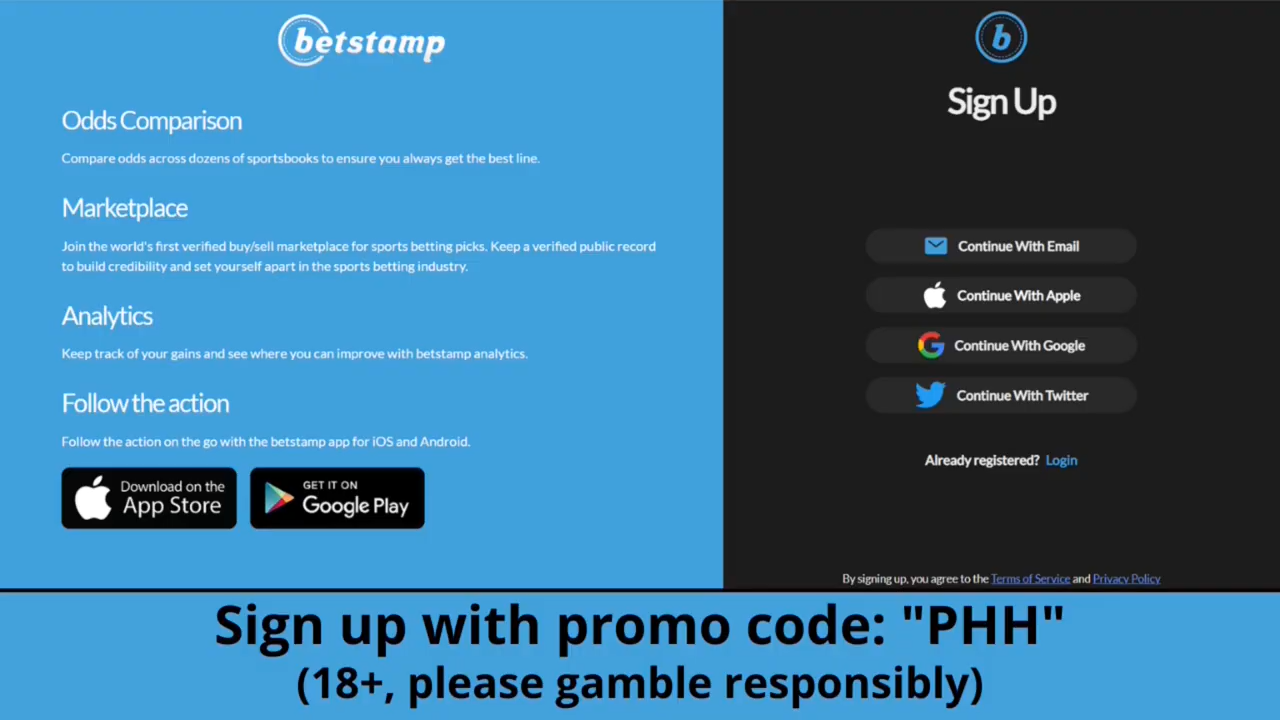 betstamp
Odds Comparison
Compare odds across dozens of sportsbooks to ensure you always get the best line.
Marketplace
Join the world's first verified buy/sell marketplace for sports betting picks. Keep a verified public record
to build credibility and set yourself apart in the sports betting industry.
Analytics
Keep track of your gains and see where you can improve with betstamp analytics.
Follow the action
Follow the action on the go with the betstamp app for iOS and Android.
Download on the
App Store
GET IT ON
Google Play
b
Sign Up
Continue With Email
Continue With Apple
Continue With Google
Continue With Twitter
Already registered? Login
By signing up, you agree to the Terms of Service and Privacy Policy
Sign up with promo code: "PHH"
(18+, please gamble responsibly)